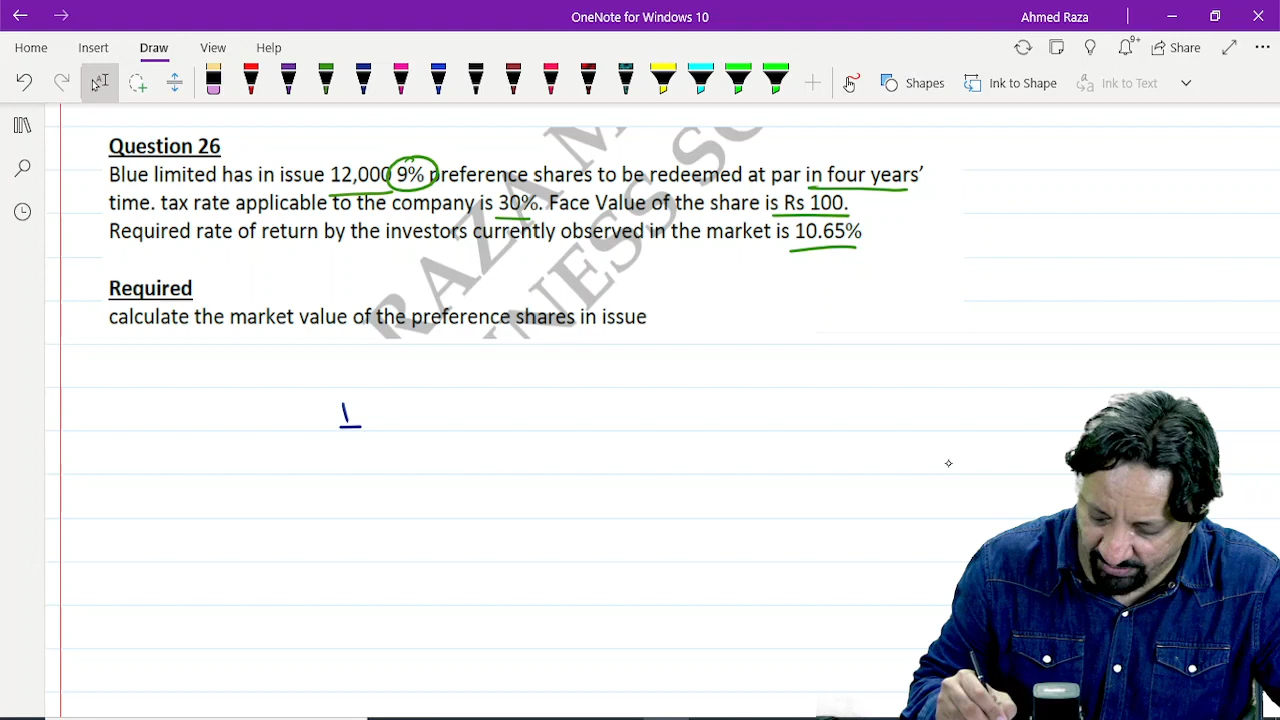 OneNote for Windows 10
Ahmed Raza
Home Insert Draw View Help
Share
Shapes
Ink to Shape
Ink to Text
Question 26
Blue limited has in issue 12,000 9% preference shares to be redeemed at par in four years’
time. tax rate applicable to the company is 30%. Face Value of the share is Rs 100.
Required rate of return by the investors currently observed in the market is 10.65%
Required
calculate the market value of the preference shares in issue
1